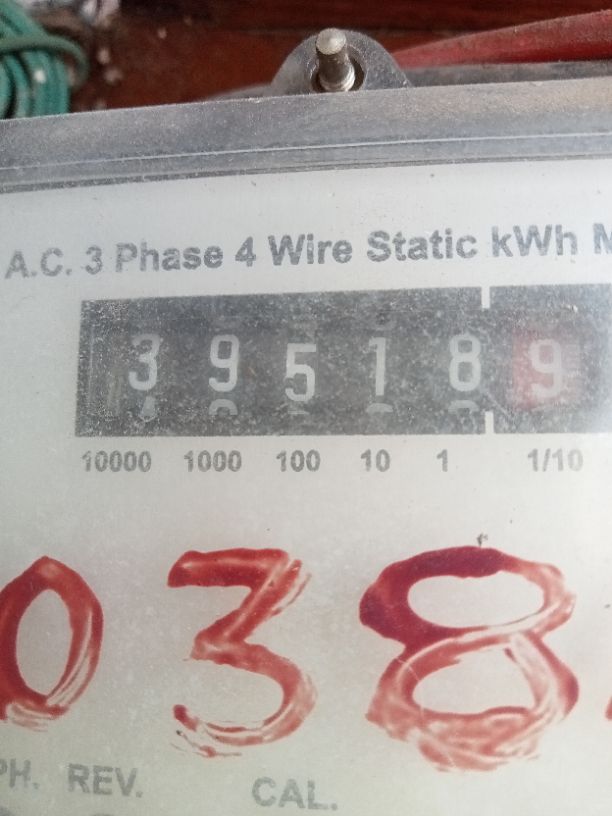 A.C. 3 Phase 4 Wire Static kWh M
3 9 5 1 8 9
10000 1000 100 10 1 1/10
038
PH. REV. CAL.